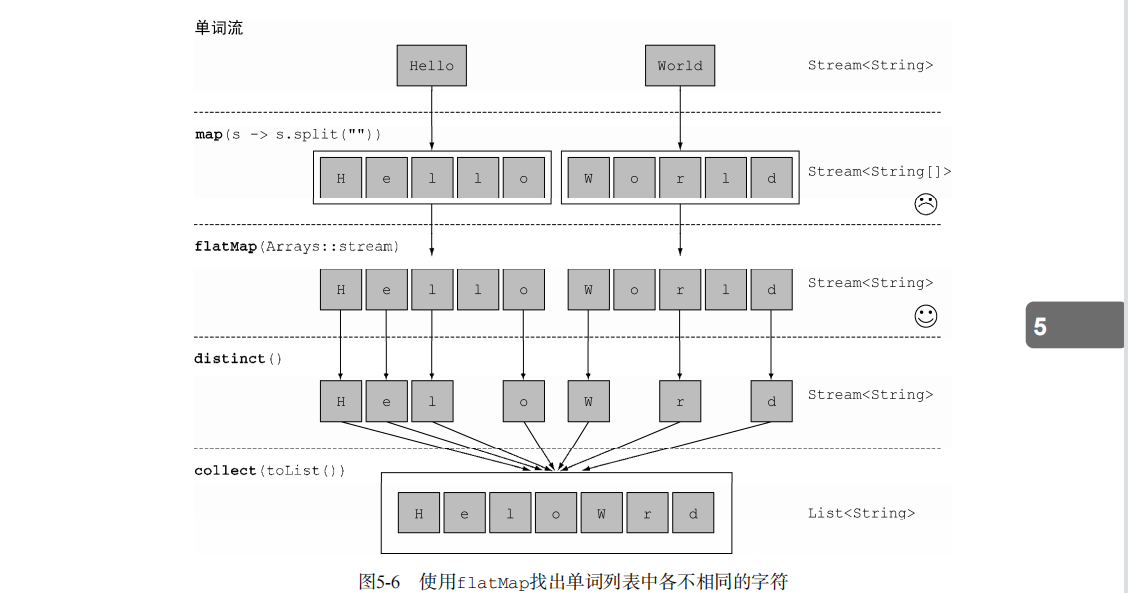 单词流
Hello World Stream<String>
map(s -> s.split(""))
H e l l o W o r l d Stream<String[]>
flatMap(Arrays::stream)
H e l l o W o r l d Stream<String>
5
distinct()
H e l o W r d Stream<String>
collect(toList())
H e l o W r d List<String>
图5-6 使用flatMap找出单词列表中各不相同的字符